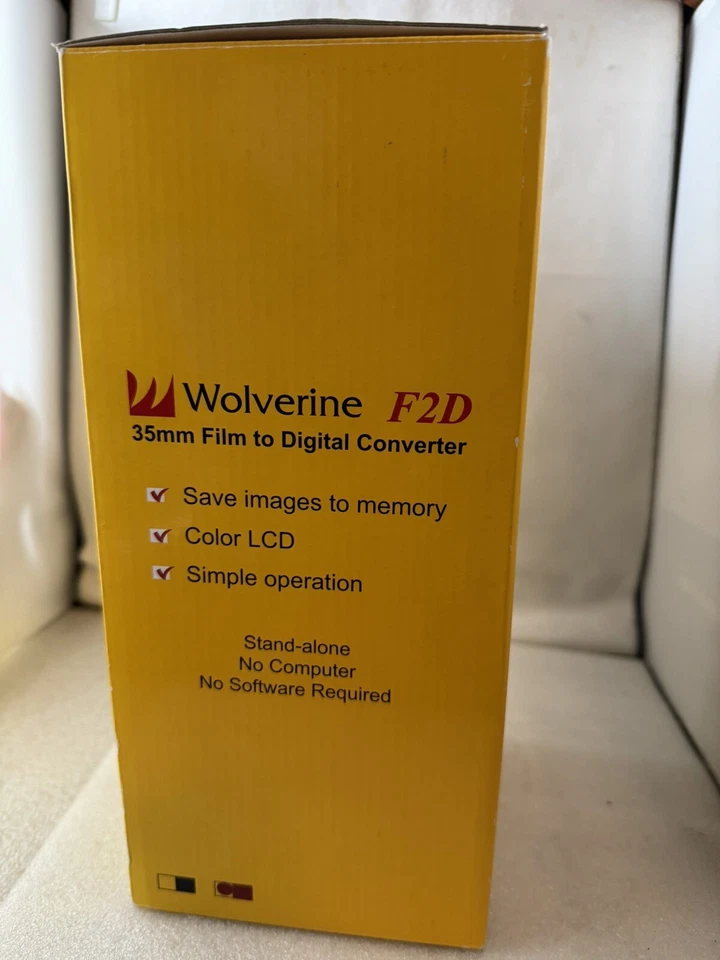 Wolverine F2D
35mm Film to Digital Converter
Save images to memory
Color LCD
Simple operation
Stand-alone
No Computer
No Software Required